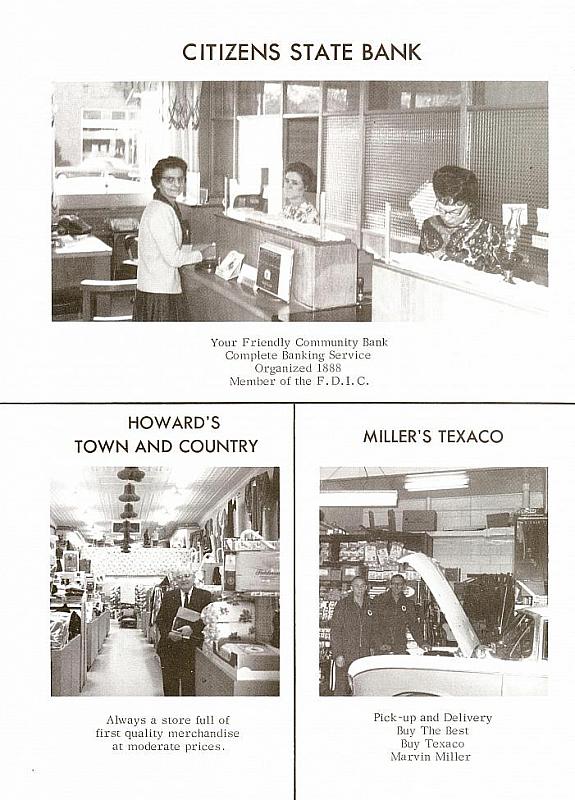 CITIZENS STATE BANK
Your Friendly Community Bank
Complete Banking Service
Organized 1888
Member of the F.D.I.C.
HOWARD'S
TOWN AND COUNTRY
Always a store full of
first quality merchandise
at moderate prices.
MILLER'S TEXACO
Pick-up and Delivery
Buy The Best
Buy Texaco
Marvin Miller